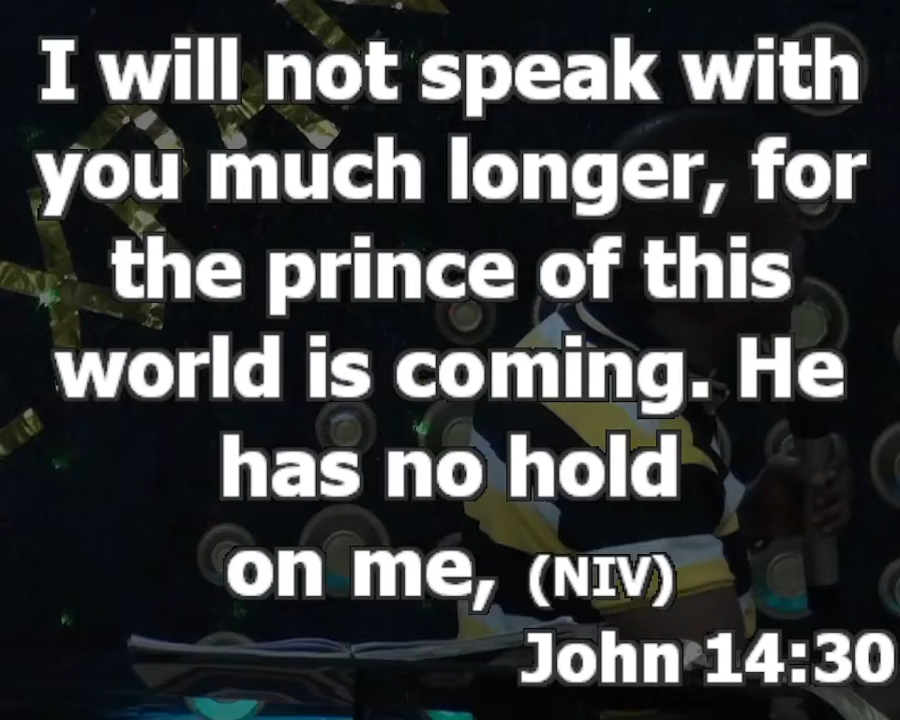 I will not speak with
you much longer, for
the prince of this
world is coming. He
has no hold
on me, (NIV)
John 14:30